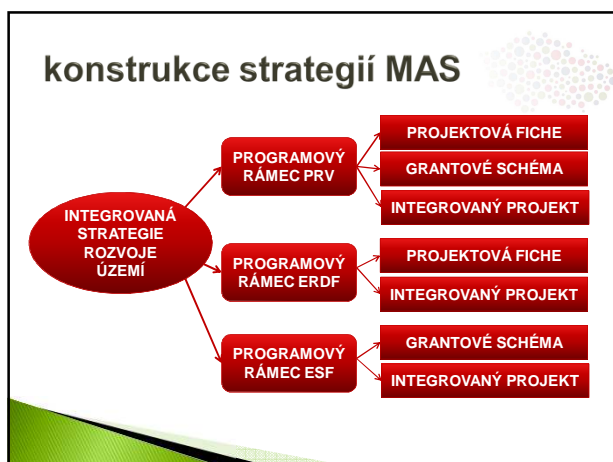 konstrukce strategií MAS
INTEGROVANÁ
STRATEGIE
ROZVOJE
ÚZEMÍ
PROGRAMOVÝ
RÁMEC PRV
PROJEKTOVÁ FICHE
GRANTOVÉ SCHÉMA
INTEGROVANÝ PROJEKT
PROGRAMOVÝ
RÁMEC ERDF
PROJEKTOVÁ FICHE
INTEGROVANÝ PROJEKT
PROGRAMOVÝ
RÁMEC ESF
GRANTOVÉ SCHÉMA
INTEGROVANÝ PROJEKT